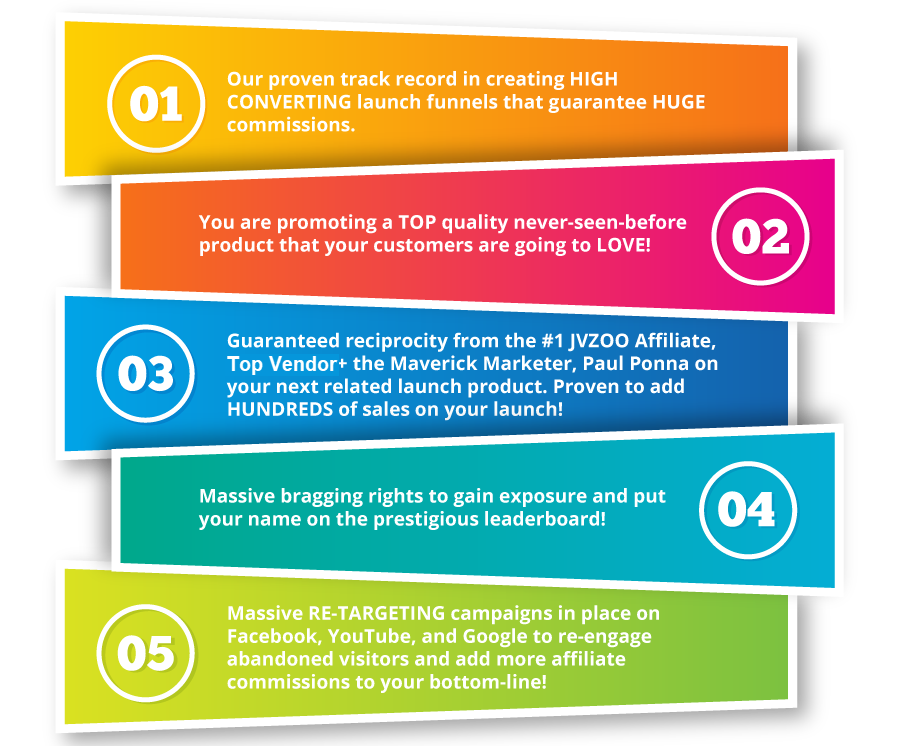 01
Our proven track record in creating HIGH
CONVERTING launch funnels that guarantee HUGE
commissions.
You are promoting a TOP quality never-seen-before
product that your customers are going to LOVE!
02
03
Guaranteed reciprocity from the #1 JVZOO Affiliate,
Top Vendor+ the Maverick Marketer, Paul Ponna on
your next related launch product. Proven to add
HUNDREDS of sales on your launch!
Massive bragging rights to gain exposure and put
your name on the prestigious leaderboard!
04
05
Massive RE-TARGETING campaigns in place on
Facebook, YouTube, and Google to re-engage
abandoned visitors and add more affiliate
commissions to your bottom-line!